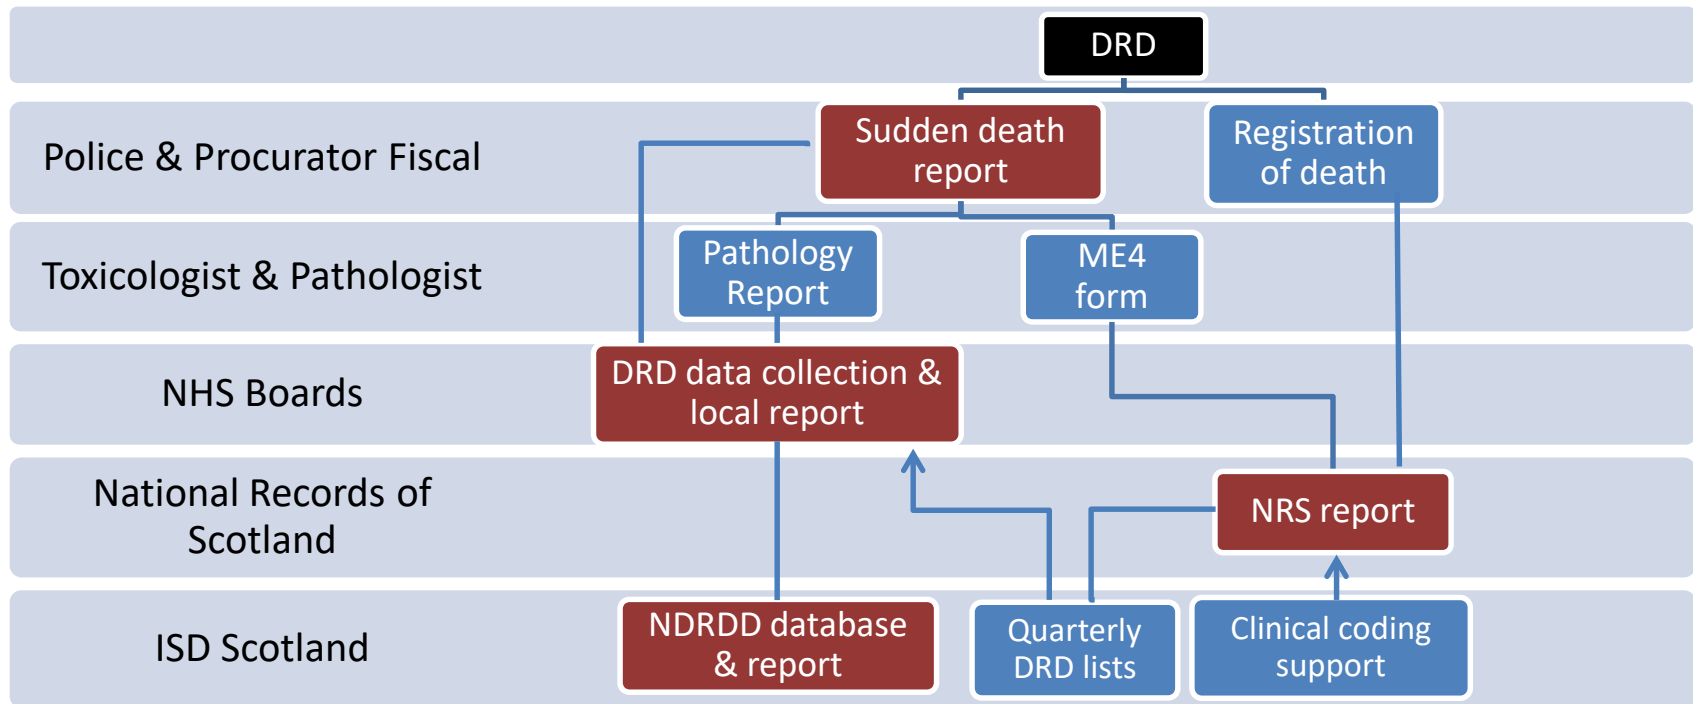 DRD
Police & Procurator Fiscal
Sudden death
report
Registration
of death
Toxicologist & Pathologist
Pathology
Report
ME4
form
NHS Boards
DRD data collection &
local report
National Records of
Scotland
NRS report
ISD Scotland
NDRDD database
& report
Quarterly
DRD lists
Clinical coding
support